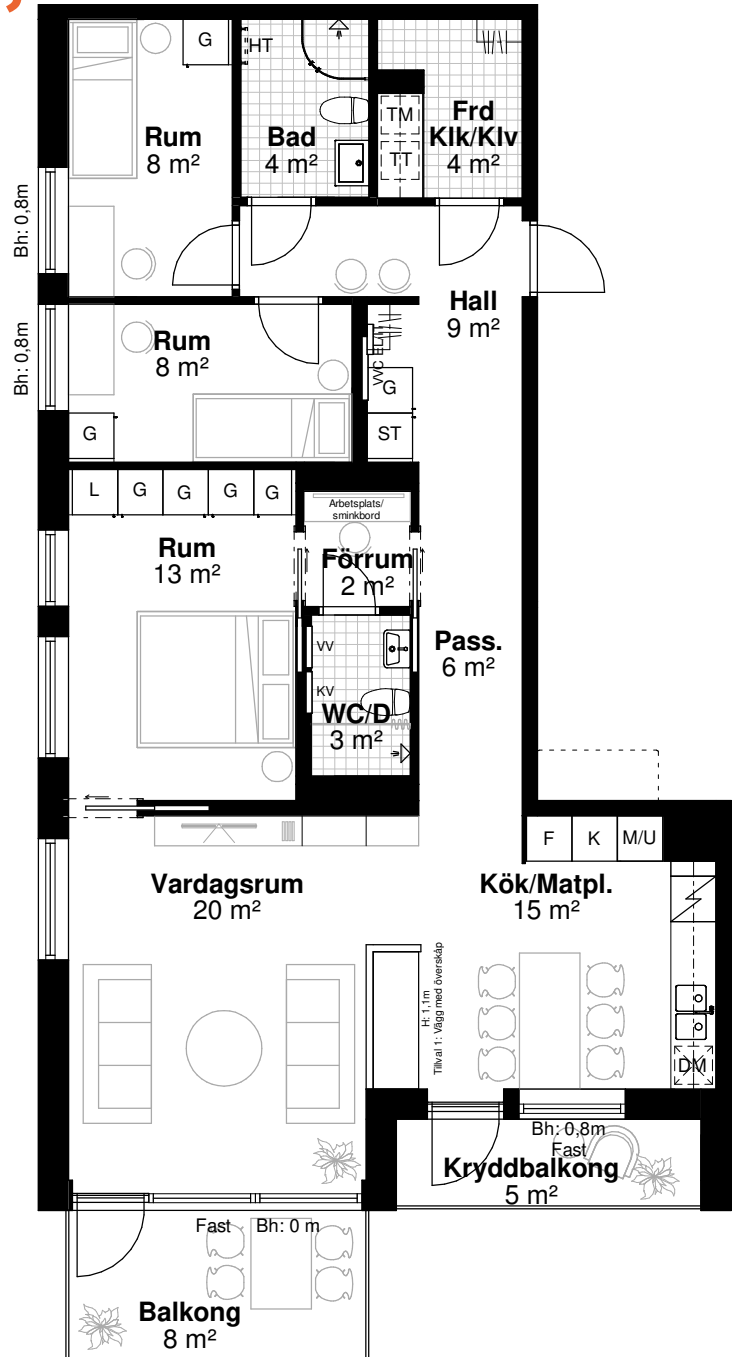 G
HT
Rum
8 m²
Bad
4 m²
TM
TT
Frd
Klk/Klv
4 m²
Bh: 0,8m
Hall
9 m²
Bh: 0,8m
Rum
8 m²
G
VVC EL/IT
G
ST
L
G
G
G
G
Arbetsplats/
sminkbord
Rum
13 m²
Förrum
2 m²
Pass.
6 m²
VV
KV
WC/D
3 m²
F
K
M/U
Vardagsrum
20 m²
Kök/Matpl.
15 m²
H: 1,1m
Tillval 1: Vägg med överskåp
DM
Bh: 0,8m
Fast
Kryddbalkong
5 m²
Fast
Bh: 0 m
Balkong
8 m²